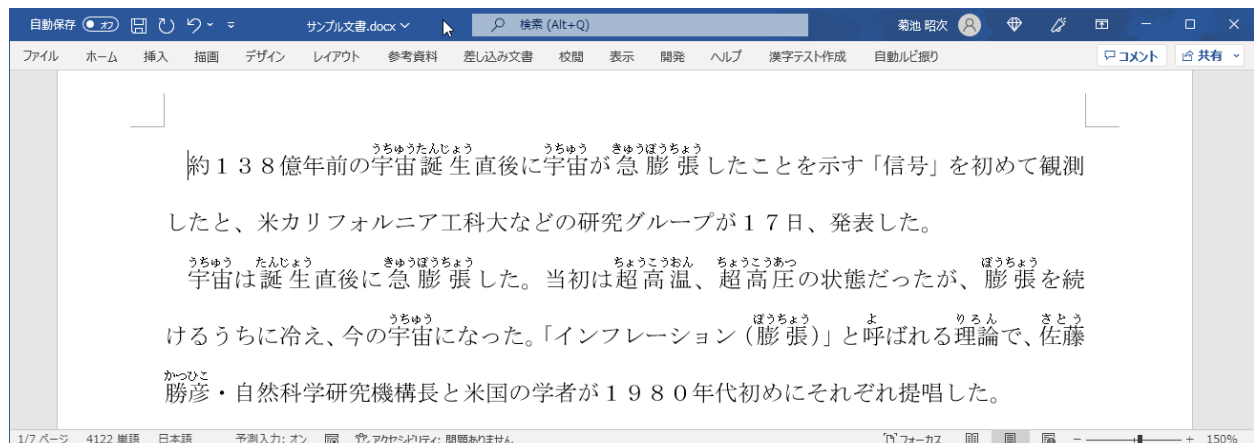 自動保存 オフ サンプル文書.docx 検索 (Alt+Q) 菊池 昭次
ファイル ホーム 挿入 描画 デザイン レイアウト 参考資料 差し込み文書 校閲 表示 開発 ヘルプ 漢字テスト作成 自動ルビ振り コメント 共有
うちゅうたんじょう うちゅう きゅうぼうちょう
約138億年前の宇宙誕生直後に宇宙が急膨張したことを示す「信号」を初めて観測
したと、米カリフォルニア工科大などの研究グループが17日、発表した。
うちゅう たんじょう きゅうぼうちょう ちょうこうおん ちょうこうあつ ぼうちょう
宇宙は誕生直後に急膨張した。当初は超高温、超高圧の状態だったが、膨張を続
うちゅう ぼうちょう よ りろん さとう
けるうちに冷え、今の宇宙になった。「インフレーション(膨張)」と呼ばれる理論で、佐藤
かつひこ
勝彦・自然科学研究機構長と米国の学者が1980年代初めにそれぞれ提唱した。
1/7 ページ 4122 単語 日本語 予測入力: オン アクセシビリティ: 問題ありません フォーカス 150%